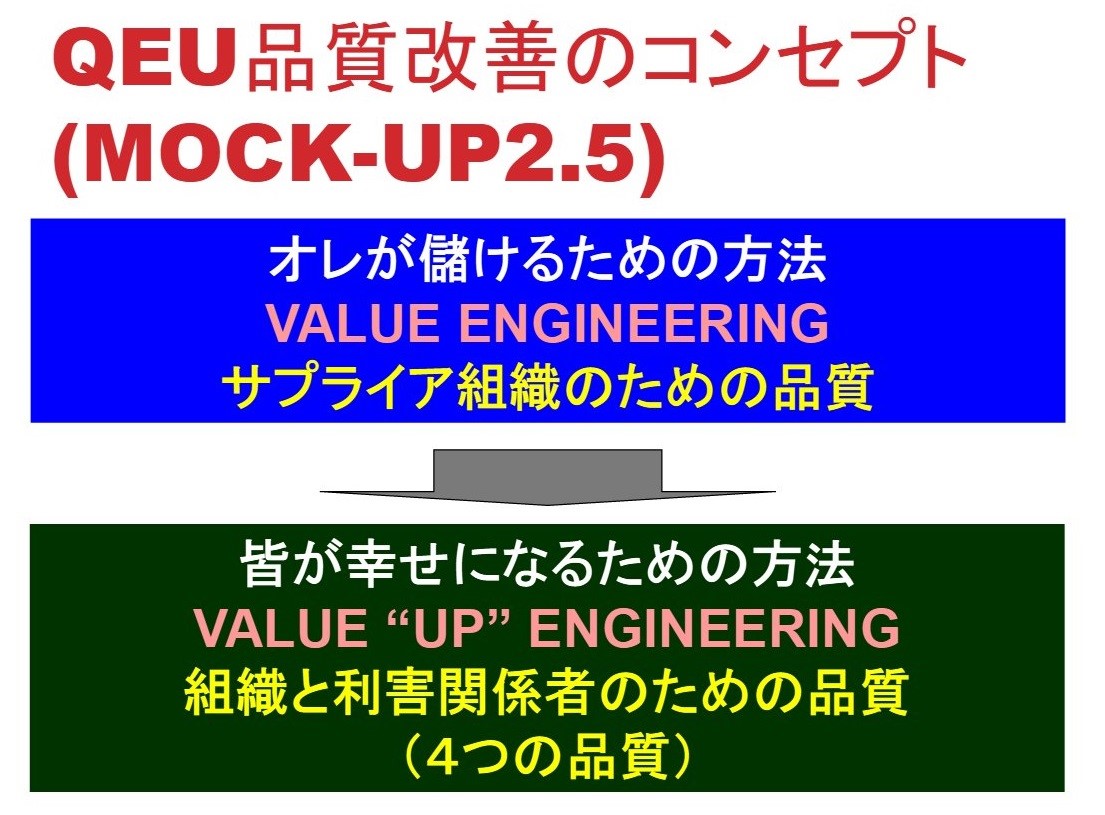 QEU品質改善のコンセプト
(MOCK-UP2.5)
オレが儲けるための方法
VALUE ENGINEERING
サプライア組織のための品質
皆が幸せになるための方法
VALUE “UP” ENGINEERING
組織と利害関係者のための品質
（４つの品質）